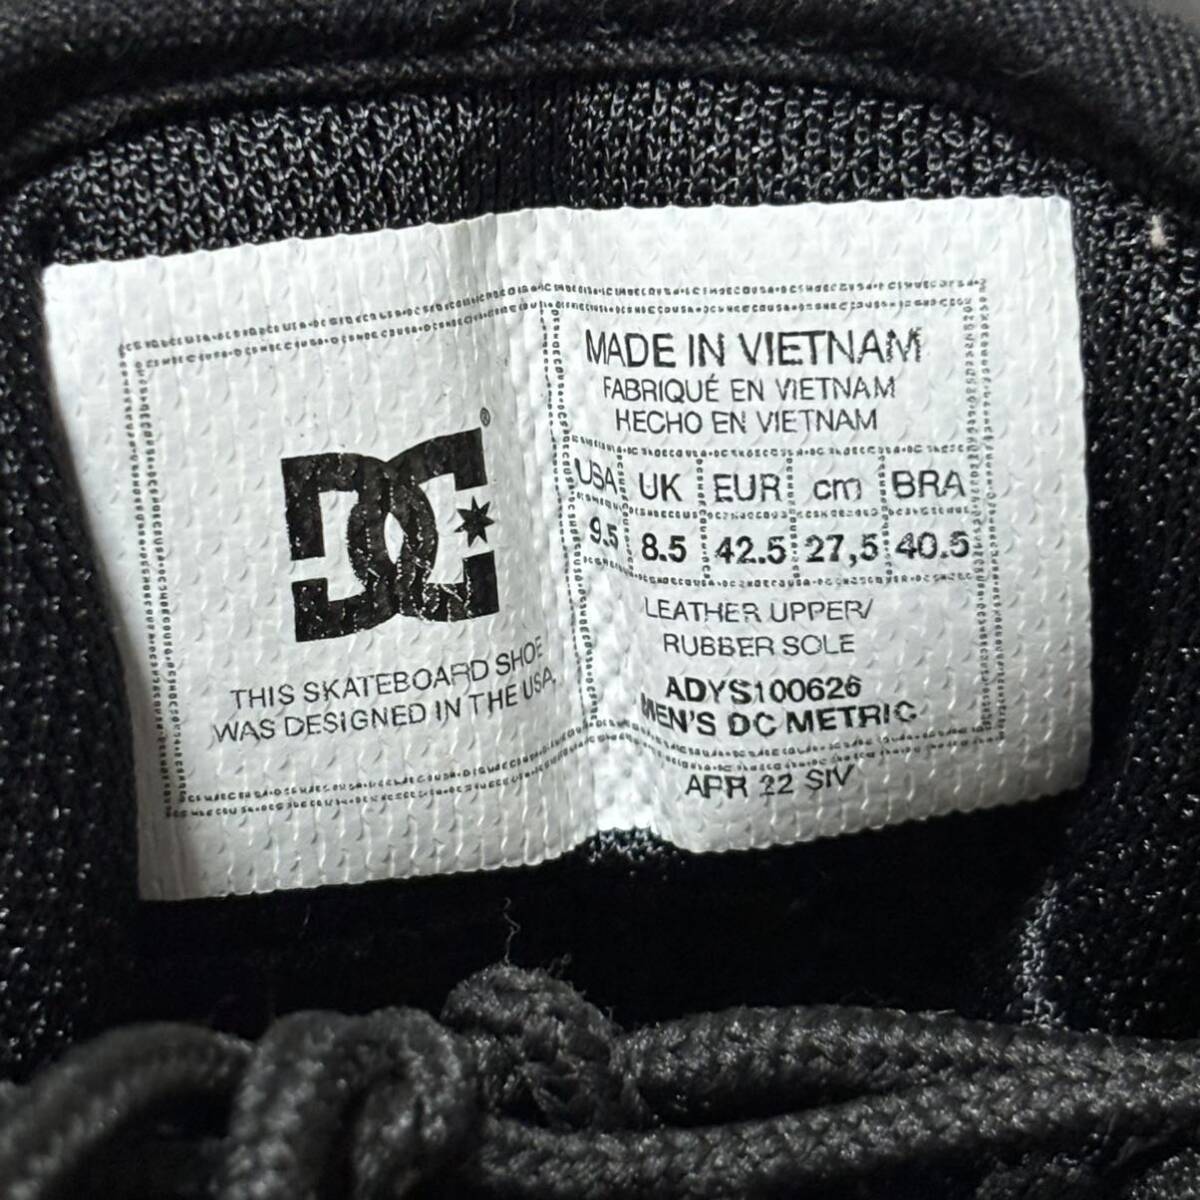 DC®
THIS SKATEBOARD SHOE
WAS DESIGNED IN THE USA.
MADE IN VIETNAM
FABRIQUÉ EN VIETNAM
HECHO EN VIETNAM
USA UK EUR cm BRA
9.5 8.5 42.5 27,5 40.5
LEATHER UPPER/
RUBBER SOLE
ADYS100626
MEN'S DC METRIC
APR 22 SIV